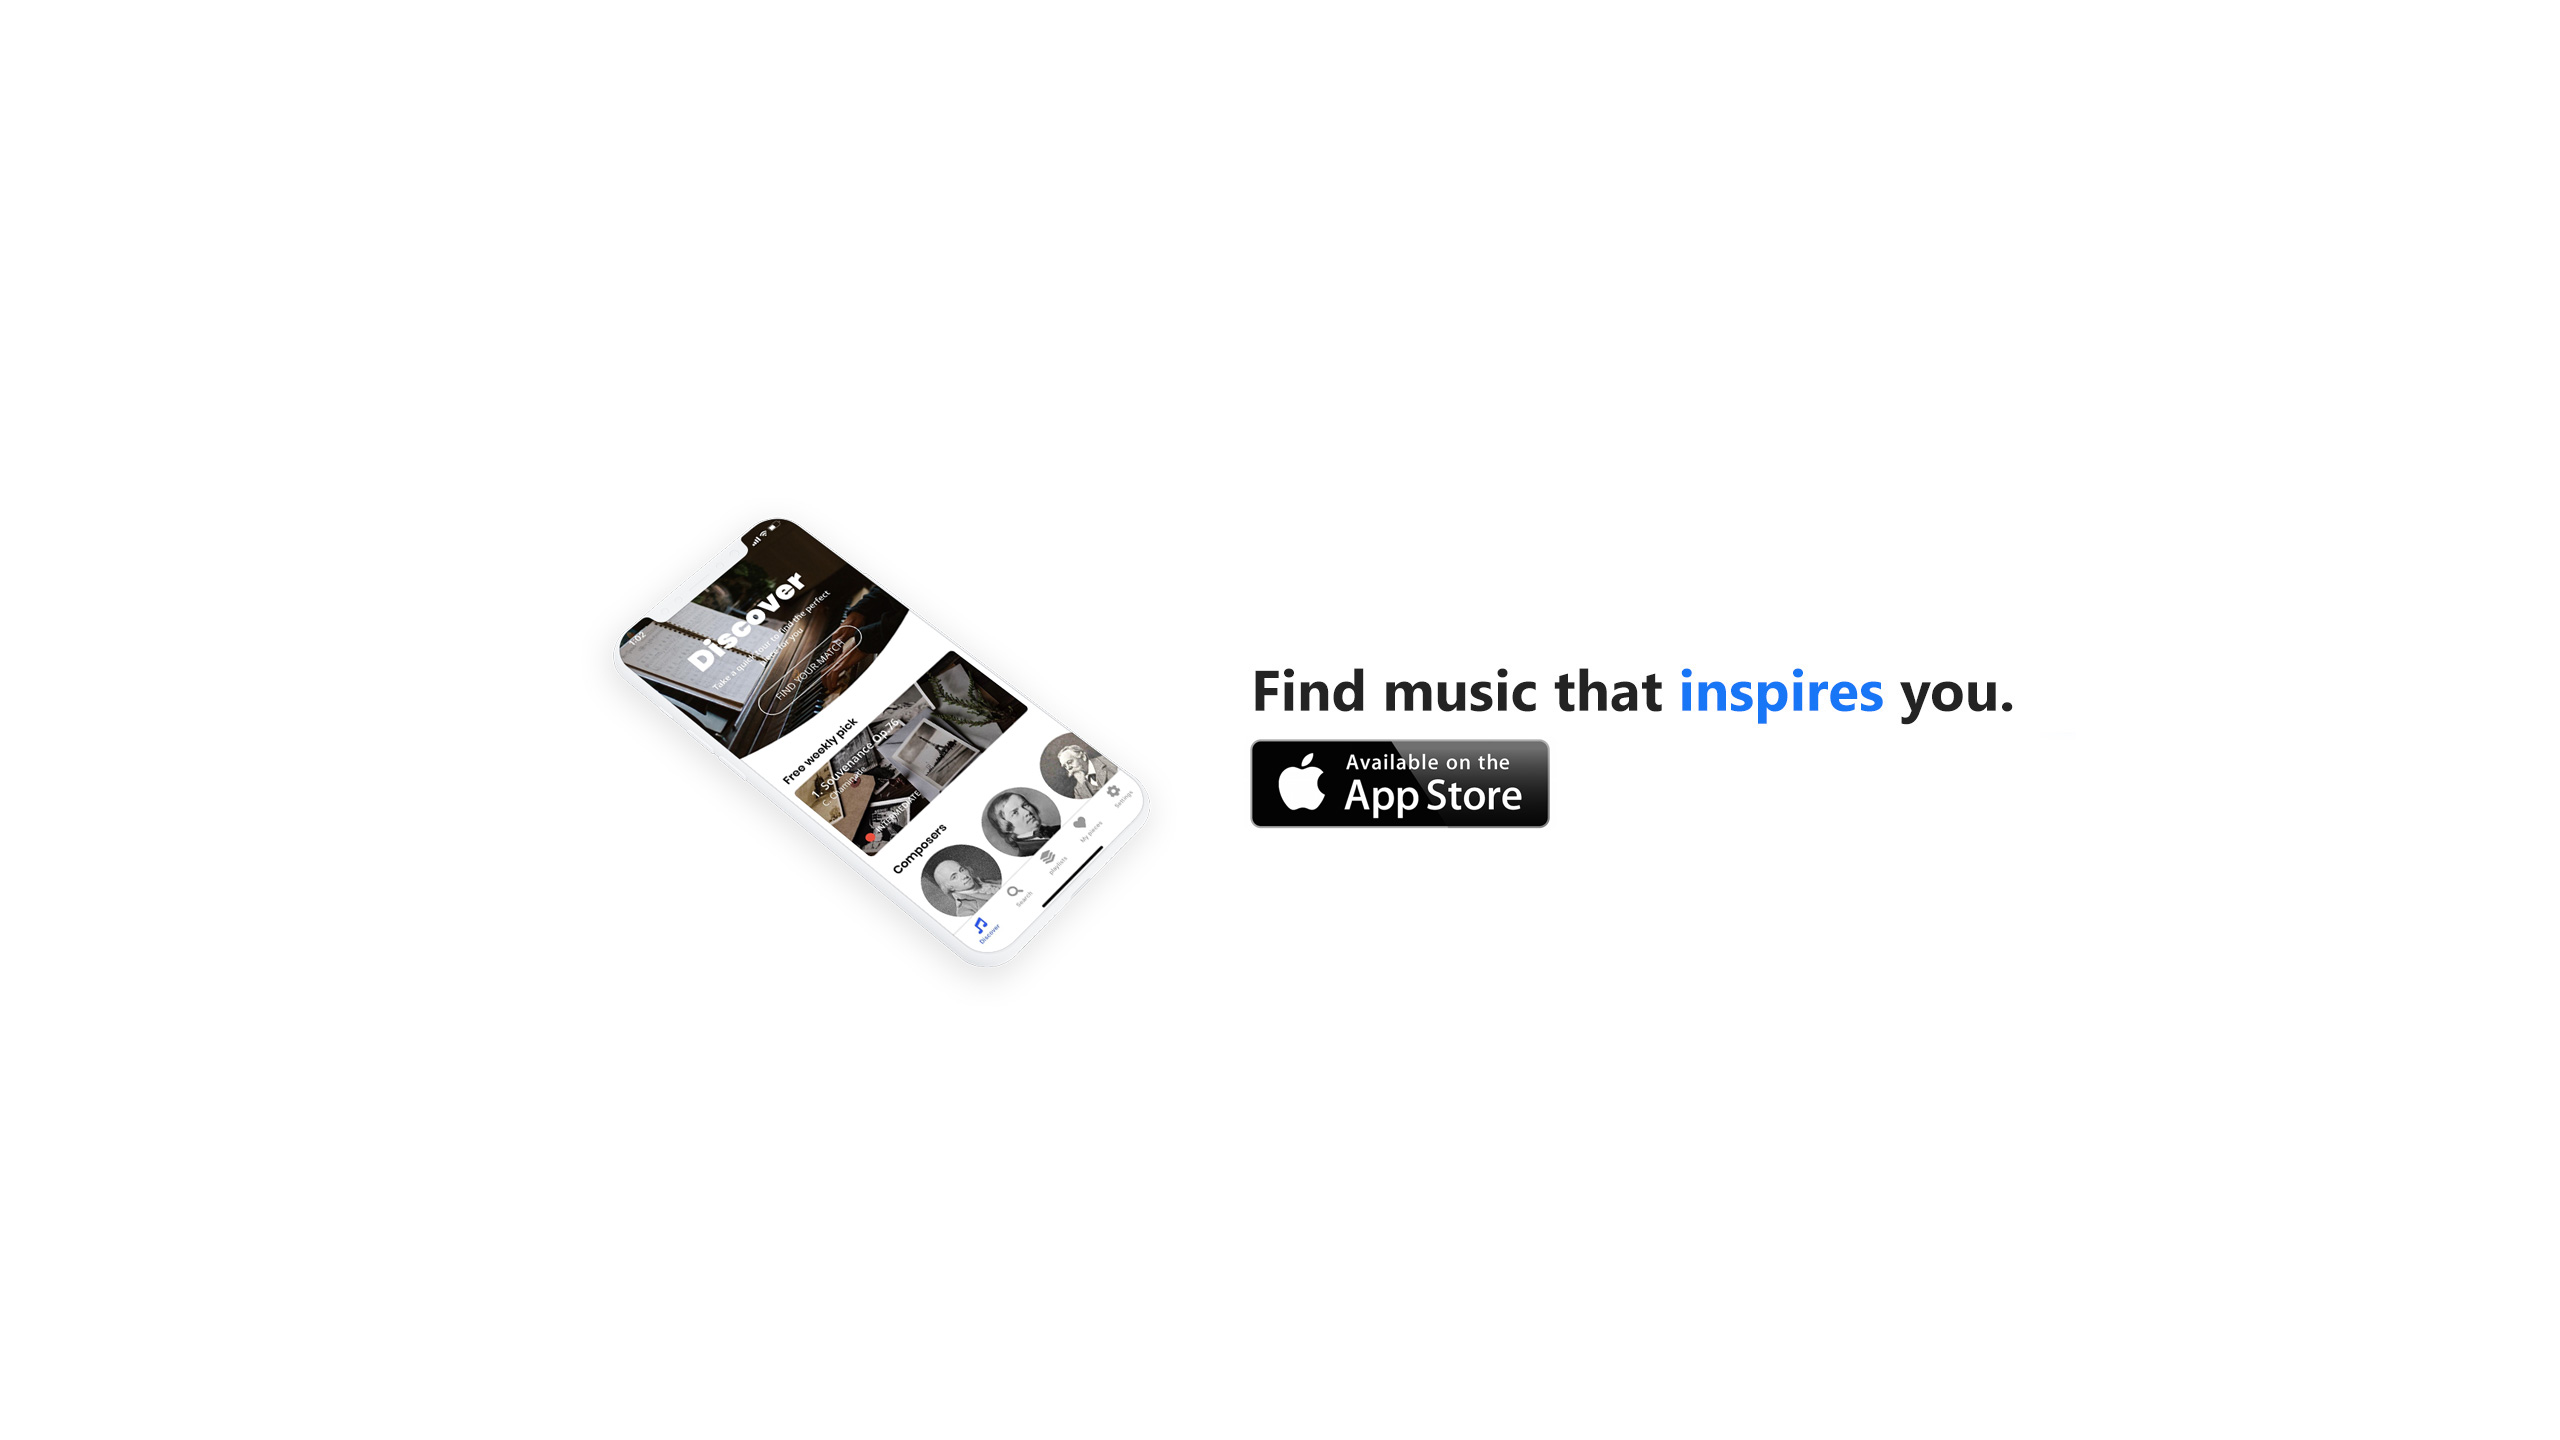 1:02
Discover
Take a quick tour to find the perfect
for you
FIND YOUR MATCH
Free weekly pick
1. Souvenance Op.76
C. Chaminade
INTERMEDIATE
Composers
Discover
Search
playlists
My pieces
Settings
Find music that inspires you.
Available on the
App Store